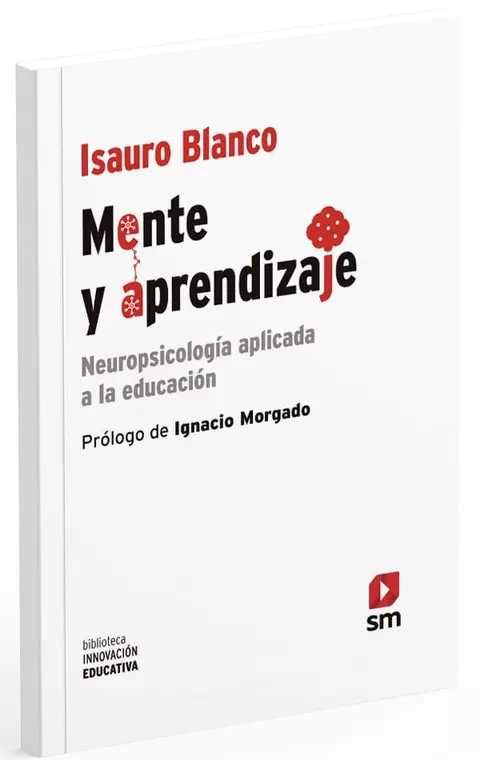 Isauro Blanco
Mente
y aprendizaje
Neuropsicología aplicada
a la educación
Prólogo de Ignacio Morgado
sm
biblioteca
INNOVACIÓN
EDUCATIVA